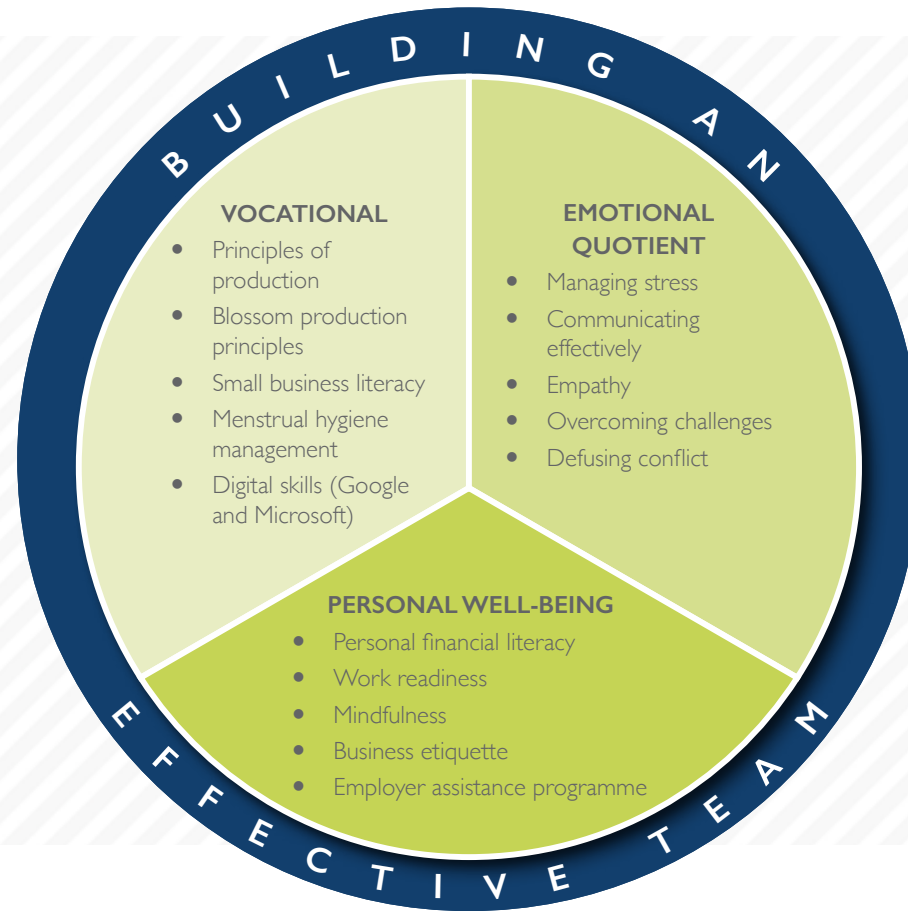 BUILDING AN
VOCATIONAL
• Principles of
production
• Blossom production
principles
• Small business literacy
• Menstrual hygiene
management
• Digital skills (Google
and Microsoft)
EMOTIONAL
QUOTIENT
• Managing stress
• Communicating
effectively
• Empathy
• Overcoming challenges
• Defusing conflict
PERSONAL WELL-BEING
• Personal financial literacy
• Work readiness
• Mindfulness
• Business etiquette
• Employer assistance programme
EFFECTIVE TEAM